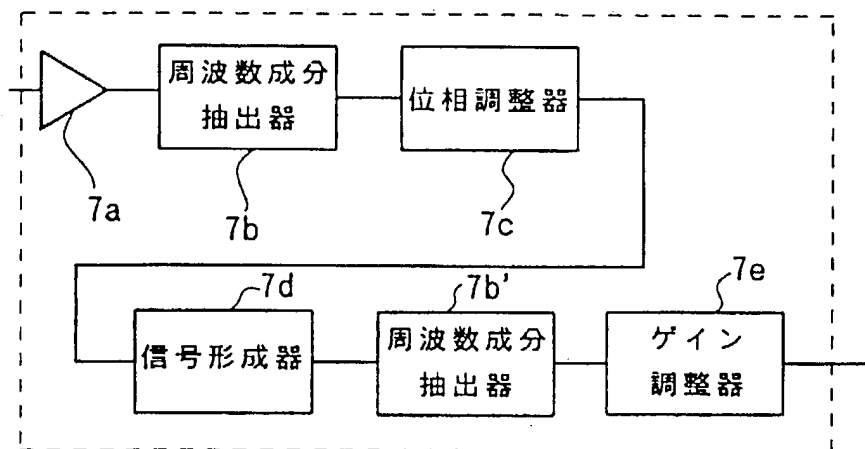 周波数成分
抽出器
位相調整器
7a
7b
7c
7d
7b'
7e
信号形成器
周波数成分
抽出器
ゲイン
調整器